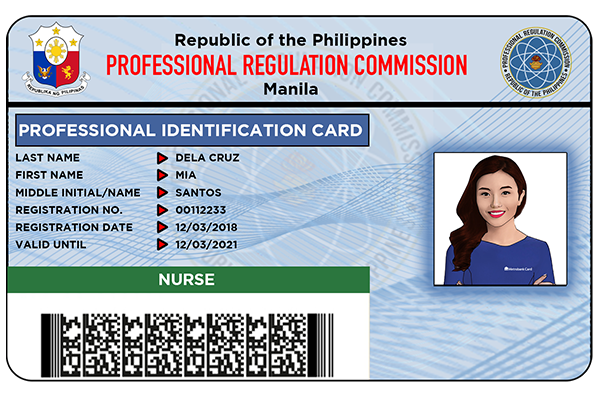 Republic of the Philippines
PROFESSIONAL REGULATION COMMISSION
Manila
REPUBLIKA NG PILIPINAS
PROFESSIONAL REGULATION COMMISSION
REPUBLIC OF THE PHILIPPINES
PROFESSIONAL IDENTIFICATION CARD
LAST NAME DELA CRUZ
FIRST NAME MIA
MIDDLE INITIAL/NAME SANTOS
REGISTRATION NO. 00112233
REGISTRATION DATE 12/03/2018
VALID UNTIL 12/03/2021
Metrobank Card
NURSE